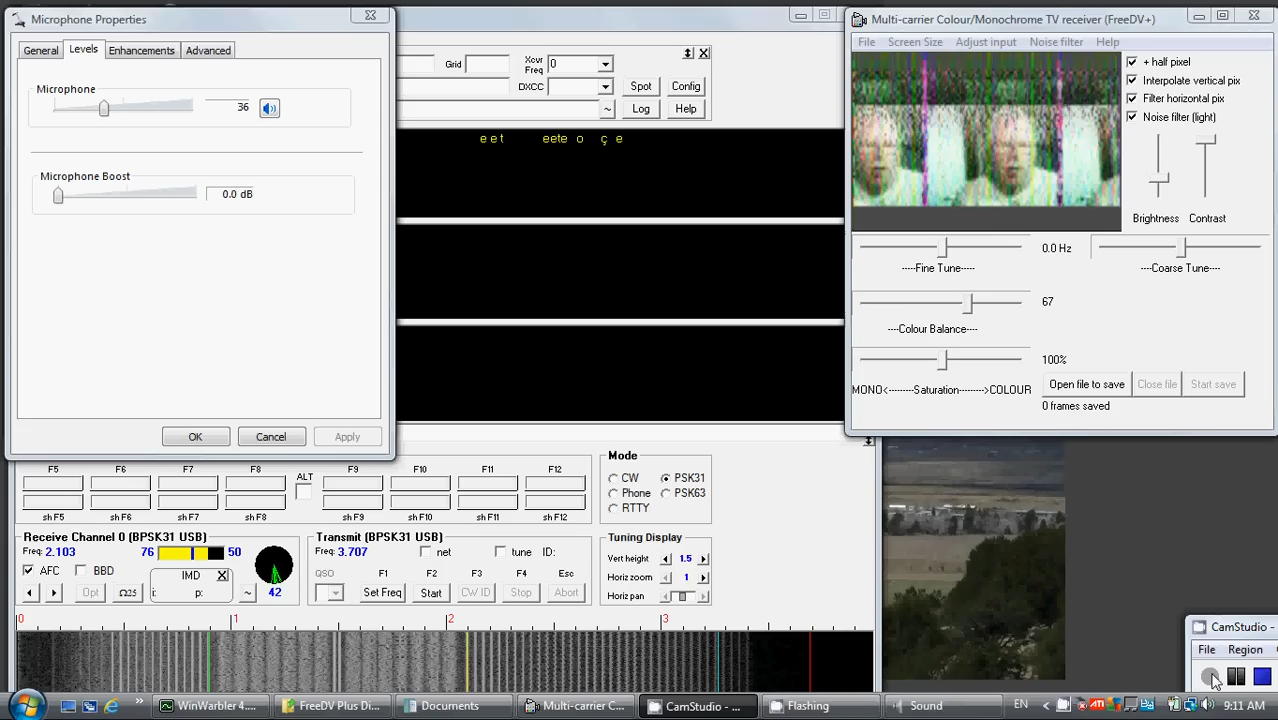 Microphone Properties
General
Levels
Enhancements
Advanced
Microphone
36
Microphone Boost
0.0 dB
OK
Cancel
Apply
Grid
Xcvr
Freq
0
DXCC
Spot
Config
~
Log
Help
e e t eete o ç e
Multi-carrier Colour/Monochrome TV receiver (FreeDV+)
File Screen Size Adjust input Noise filter Help
+ half pixel
Interpolate vertical pix
Filter horizontal pix
Noise filter (light)
Brightness Contrast
0.0 Hz
-----Fine Tune-----
---Coarse Tune----
67
---Colour Balance----
100%
MONO<--------Saturation------->COLOUR
Open file to save
Close file
Start save
0 frames saved
F5 F6 F7 F8 ALT F9 F10 F11 F12
sh F5 sh F6 sh F7 sh F8 sh F9 sh F10 sh F11 sh F12
Mode
CW PSK31
Phone PSK63
RTTY
Receive Channel 0 (BPSK31 USB)
Freq: 2.103 76 50
AFC BBD
IMD X
i: p:
Opt Ω25 ~ 42
Transmit (BPSK31 USB)
Freq: 3.707 net tune ID:
QSO F1 F2 F3 F4 Esc
Set Freq Start CW ID Stop Abort
Tuning Display
Vert height 1.5
Horiz zoom 1
Horiz pan
0 1 2 3
CamStudio -
File Region
WinWarbler 4....
FreeDV Plus Di...
Documents
Multi-carrier C...
CamStudio - ...
Flashing
Sound
EN
9:11 AM